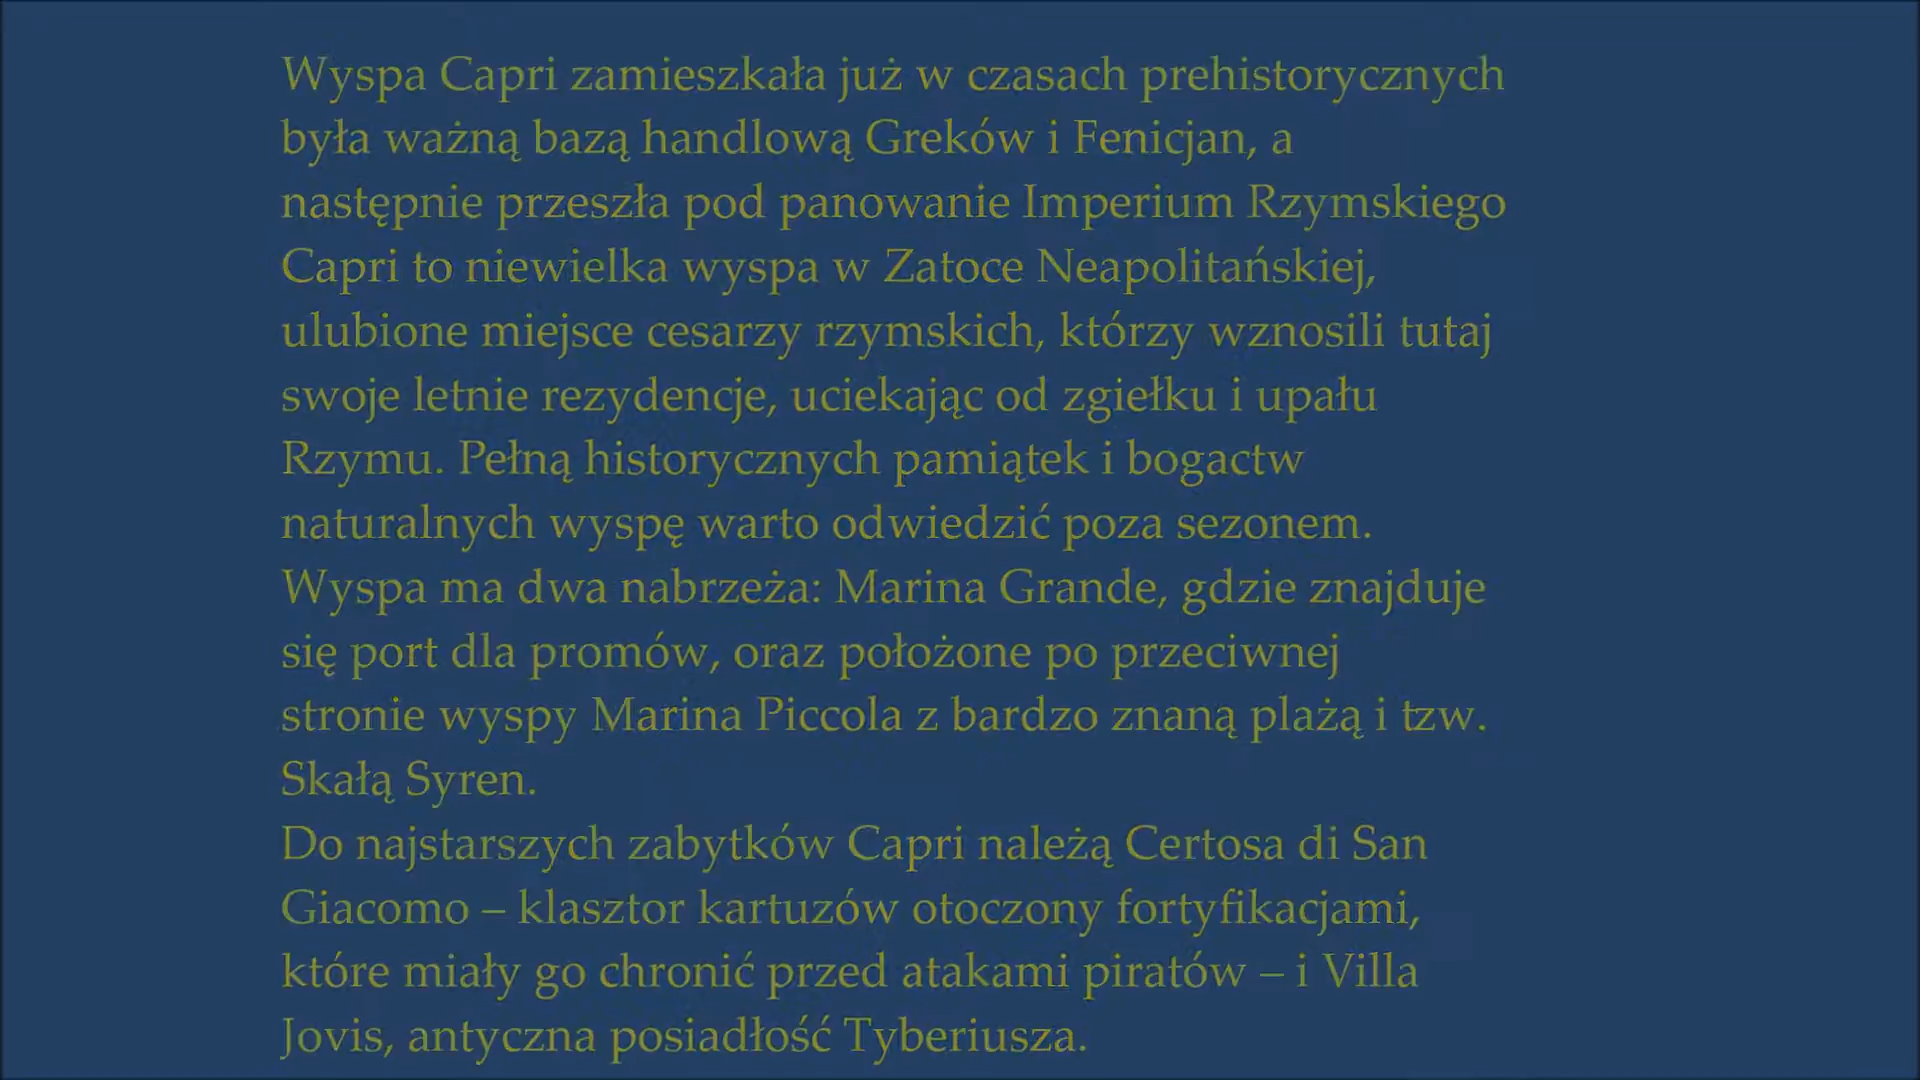 Wyspa Capri zamieszkała już w czasach prehistorycznych
była ważną bazą handlową Greków i Fenicjan, a
następnie przeszła pod panowanie Imperium Rzymskiego
Capri to niewielka wyspa w Zatoce Neapolitańskiej,
ulubione miejsce cesarzy rzymskich, którzy wznosili tutaj
swoje letnie rezydencje, uciekając od zgiełku i upału
Rzymu. Pełną historycznych pamiątek i bogactw
naturalnych wyspę warto odwiedzić poza sezonem.
Wyspa ma dwa nabrzeża: Marina Grande, gdzie znajduje
się port dla promów, oraz położone po przeciwnej
stronie wyspy Marina Piccola z bardzo znaną plażą i tzw.
Skałą Syren.
Do najstarszych zabytków Capri należą Certosa di San
Giacomo – klasztor kartuzów otoczony fortyfikacjami,
które miały go chronić przed atakami piratów – i Villa
Jovis, antyczna posiadłość Tyberiusza.